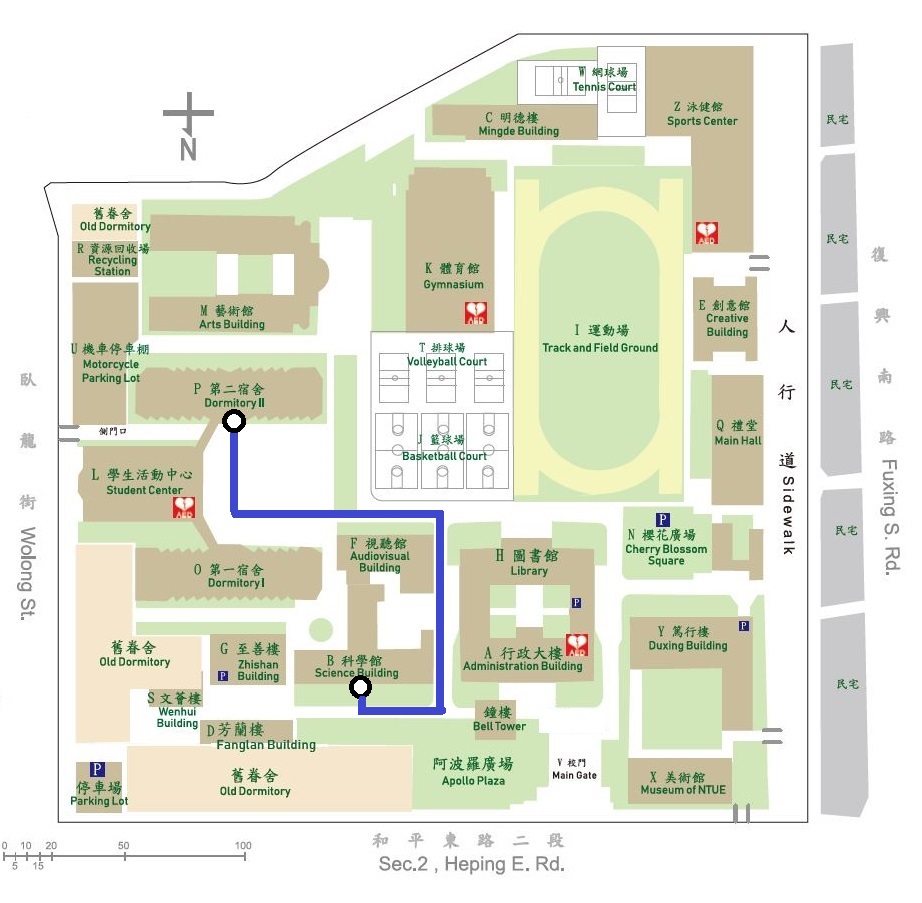 W 網球場
Tennis Court
Z 泳健館
Sports Center
C 明德樓
Mingde Building
N
民宅
舊眷舍
Old Dormitory
R 資源回收場
Recycling
Station
AED
民宅
復興南路
Fuxing S. Rd.
K 體育館
Gymnasium
AED
M 藝術館
Arts Building
E 創意館
Creative
Building
I 運動場
Track and Field Ground
人行道 Sidewalk
U 機車停車棚
Motorcycle
Parking Lot
T 排球場
Volleyball Court
P 第二宿舍
Dormitory II
民宅
臥龍街
Wolong St.
側門口
J 籃球場
Basketball Court
Q 禮堂
Main Hall
L 學生活動中心
Student Center
AED
P
N 櫻花廣場
Cherry Blossom
Square
民宅
F 視聽館
Audiovisual
Building
H 圖書館
Library
O 第一宿舍
Dormitory I
P
舊眷舍
Old Dormitory
G 至善樓
Zhishan
Building
P
B 科學館
Science Building
A 行政大樓
Administration Building
AED
Y 篤行樓
Duxing Building
P
民宅
S 文薈樓
Wenhui
Building
D 芳蘭樓
Fanglan Building
鐘樓
Bell Tower
P
停車場
Parking Lot
舊眷舍
Old Dormitory
阿波羅廣場
Apollo Plaza
V 校門
Main Gate
X 美術館
Museum of NTUE
0 10 20 50 100
5 15
和平東路二段
Sec.2 , Heping E. Rd.